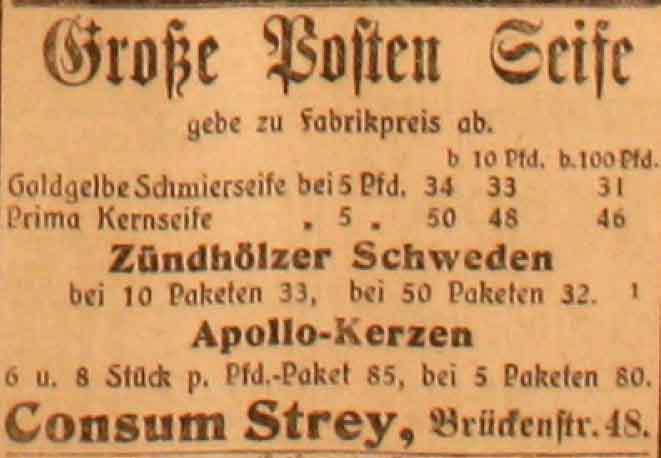 Große Posten Seife
gebe zu Fabrikpreis ab.
b 10 Pfd. b. 100 Pfd.
Goldgelbe Schmierseife bei 5 Pfd. 34 33 31
Prima Kernseife „ 5 „ 50 48 46
Zündhölzer Schweden
bei 10 Paketen 33, bei 50 Paketen 32. 1
Apollo-Kerzen
6 u. 8 Stück p. Pfd.-Paket 85, bei 5 Paketen 80.
Consum Strey, Brückenstr. 48.